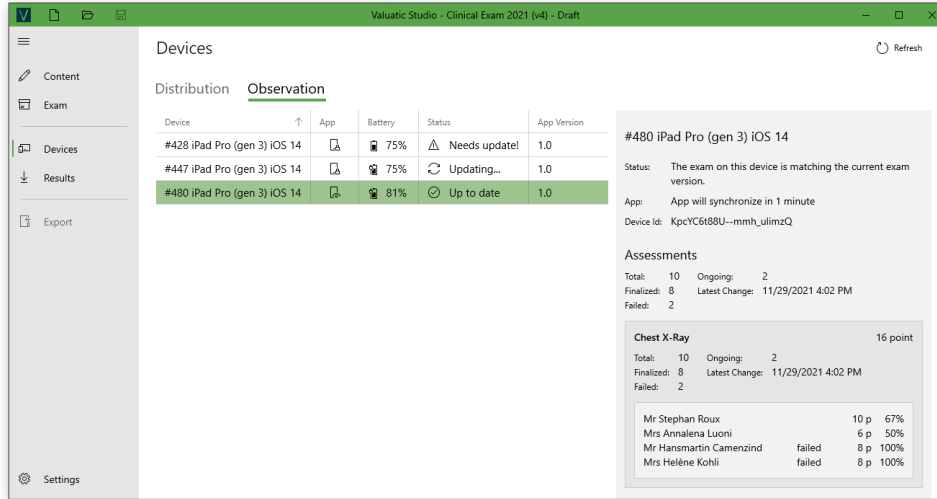 Valuatic Studio - Clinical Exam 2021 (v4) - Draft
Devices
Refresh
Content
Exam
Devices
Results
Export
Settings
Distribution Observation
Device App Battery Status App Version
#428 iPad Pro (gen 3) iOS 14 75% Needs update! 1.0
#447 iPad Pro (gen 3) iOS 14 75% Updating... 1.0
#480 iPad Pro (gen 3) iOS 14 81% Up to date 1.0
#480 iPad Pro (gen 3) iOS 14
Status: The exam on this device is matching the current exam
version.
App: App will synchronize in 1 minute
Device Id: KpcYC6t88U--mmh_ulimzQ
Assessments
Total: 10 Ongoing: 2
Finalized: 8 Latest Change: 11/29/2021 4:02 PM
Failed: 2
Chest X-Ray 16 point
Total: 10 Ongoing: 2
Finalized: 8 Latest Change: 11/29/2021 4:02 PM
Failed: 2
Mr Stephan Roux 10 p 67%
Mrs Annalena Luoni 6 p 50%
Mr Hansmartin Camenzind failed 8 p 100%
Mrs Helène Kohli failed 8 p 100%